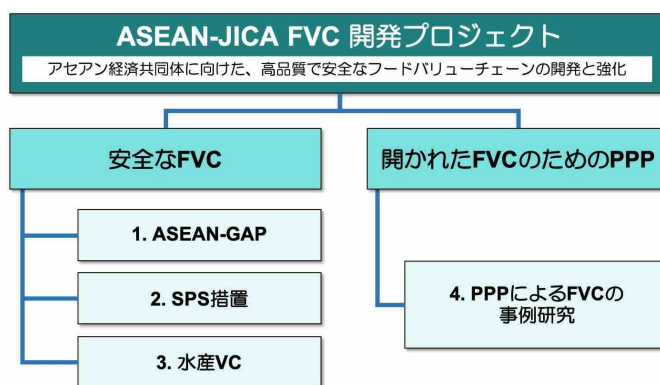 ASEAN-JICA FVC 開発プロジェクト
アセアン経済共同体に向けた、高品質で安全なフードバリューチェーンの開発と強化
安全なFVC
1. ASEAN-GAP
2. SPS措置
3. 水産VC
開かれたFVCのためのPPP
4. PPPによるFVCの
事例研究